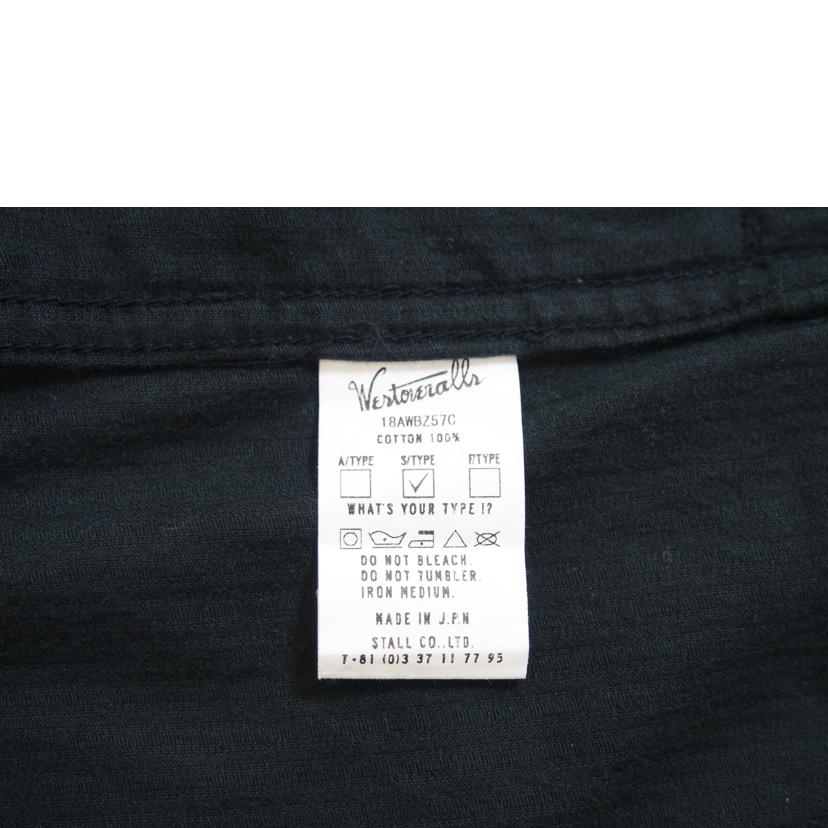 Westoveralls
18AWBZ57C
COTTON 100%
A/TYPE S/TYPE F/TYPE
WHAT'S YOUR TYPE !?
DO NOT BLEACH.
DO NOT TUMBLER.
IRON MEDIUM.
MADE IN J.P.N
STALL CO.,LTD.
T+81 (0)3 37 11 77 95